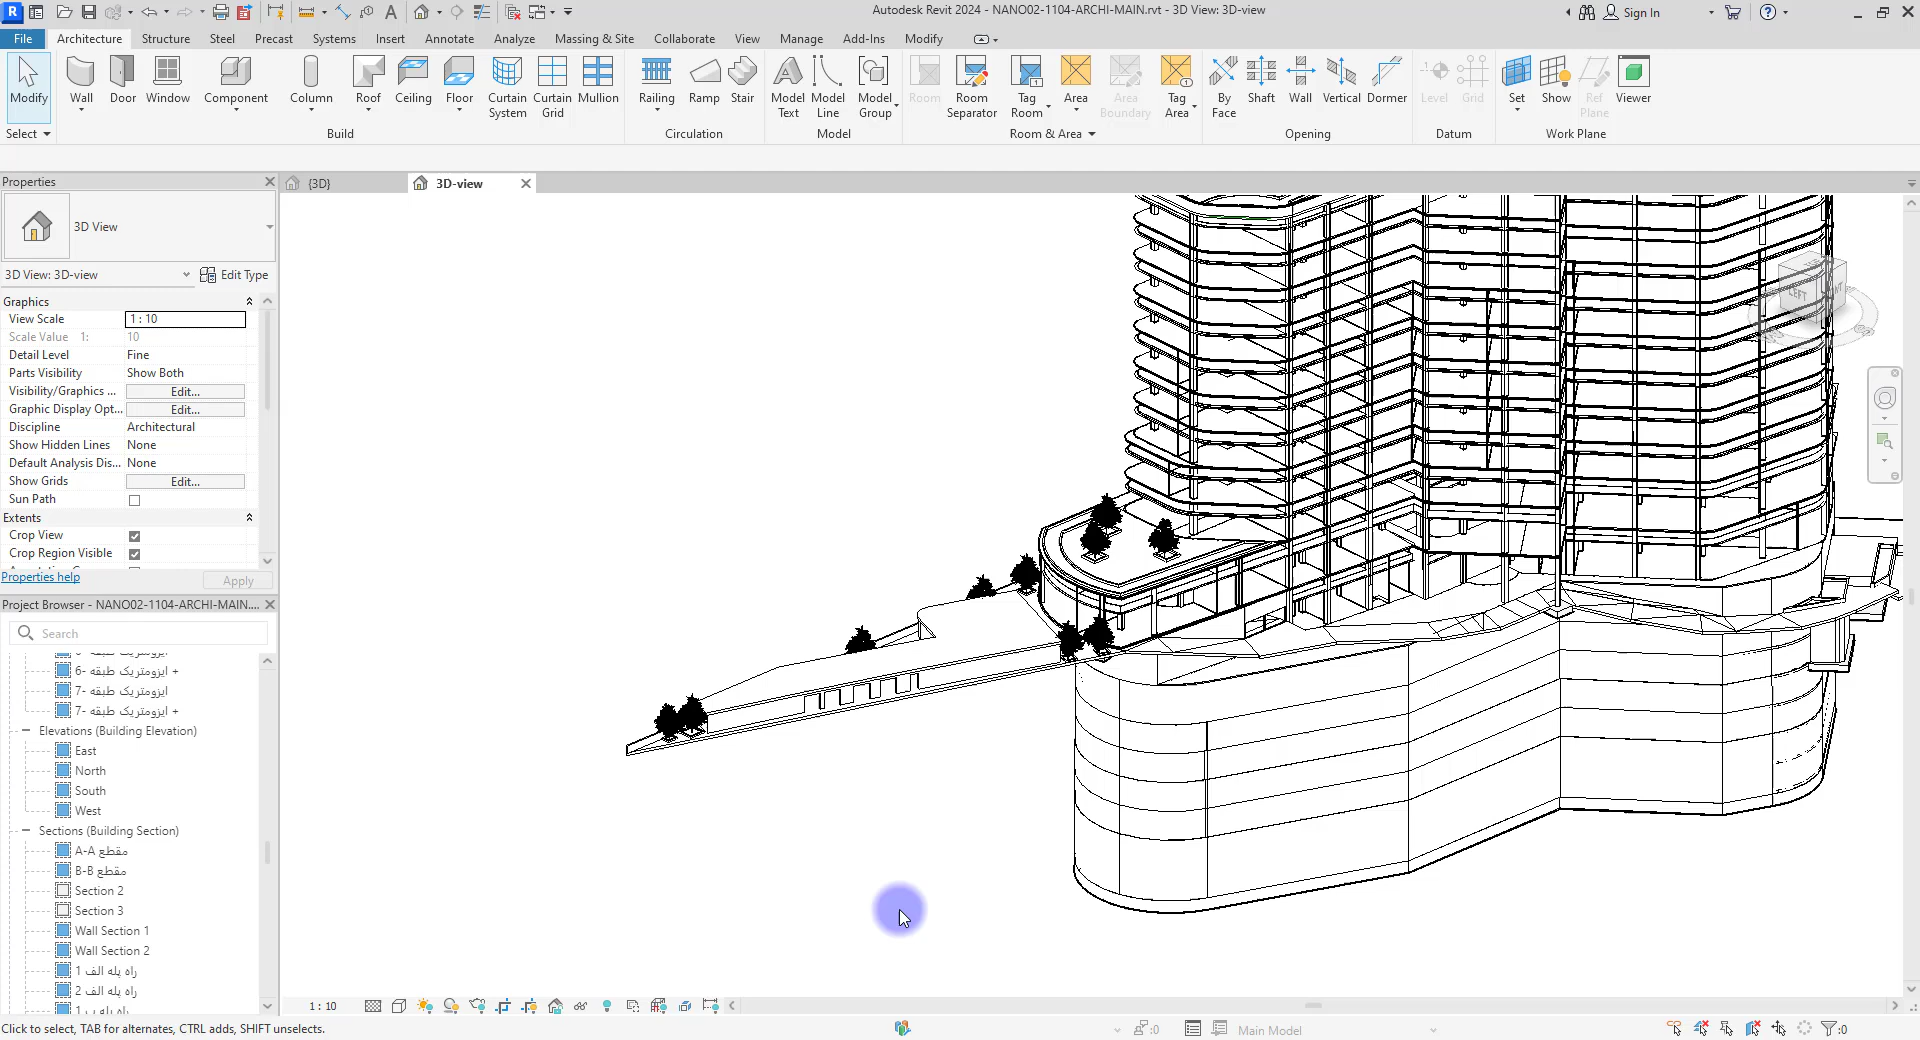 Autodesk Revit 2024 - NANO02-1104-ARCHI-MAIN.rvt - 3D View: 3D-view
Sign In
File Architecture Structure Steel Precast Systems Insert Annotate Analyze Massing & Site Collaborate View Manage Add-Ins Modify
Modify Wall Door Window Component Column Roof Ceiling Floor Curtain System Curtain Grid Mullion Railing Ramp Stair Model Text Model Line Model Group Room Room Separator Tag Room Area Area Boundary Tag Area By Face Shaft Wall Vertical Dormer Level Grid Set Show Ref Plane Viewer
Select Build Circulation Model Room & Area Opening Datum Work Plane
Properties
{3D} 3D-view
3D View
3D View: 3D-view Edit Type
Graphics
View Scale 1 : 10
Scale Value 1: 10
Detail Level Fine
Parts Visibility Show Both
Visibility/Graphics ... Edit...
Graphic Display Opt... Edit...
Discipline Architectural
Show Hidden Lines None
Default Analysis Dis... None
Show Grids Edit...
Sun Path
Extents
Crop View
Crop Region Visible
Properties help Apply
Project Browser - NANO02-1104-ARCHI-MAIN....
Search
ایزومتریک طبقه -6 +
ایزومتریک طبقه -7
ایزومتریک طبقه -7 +
Elevations (Building Elevation)
East
North
South
West
Sections (Building Section)
مقطع A-A
مقطع B-B
Section 2
Section 3
Wall Section 1
Wall Section 2
راه پله الف 1
راه پله الف 2
LEFT
1 : 10
Click to select, TAB for alternates, CTRL adds, SHIFT unselects.
:0
Main Model
:0